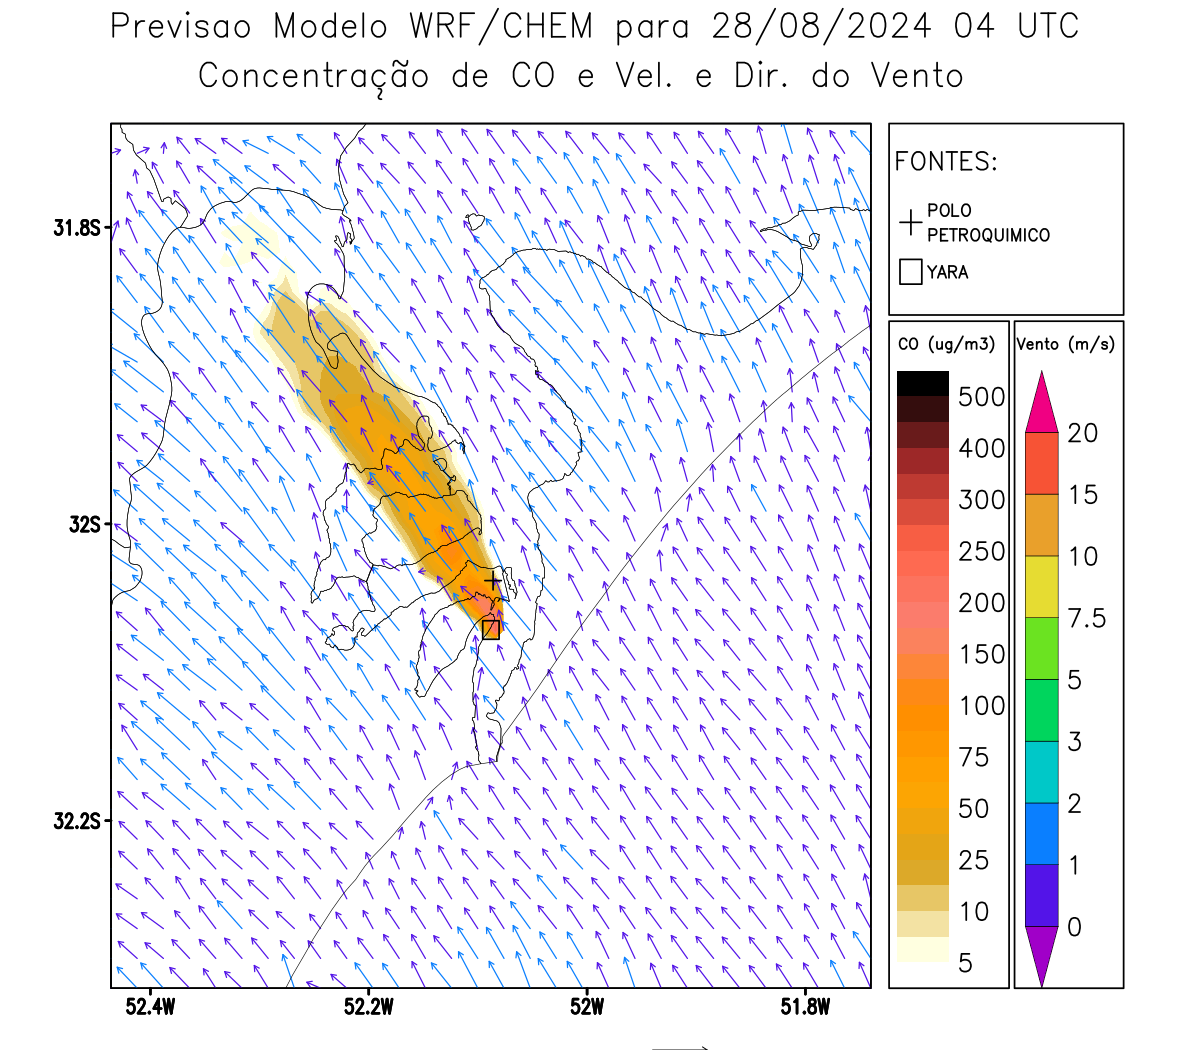 Previsao Modelo WRF/CHEM para 28/08/2024 04 UTC
Concentração de CO e Vel. e Dir. do Vento
FONTES:
POLO
PETROQUIMICO
YARA
CO (ug/m3)
500
400
300
250
200
150
100
75
50
25
10
5
Vento (m/s)
20
15
10
7.5
5
3
2
1
0
31.8S
32S
32.2S
52.4W
52.2W
52W
51.8W